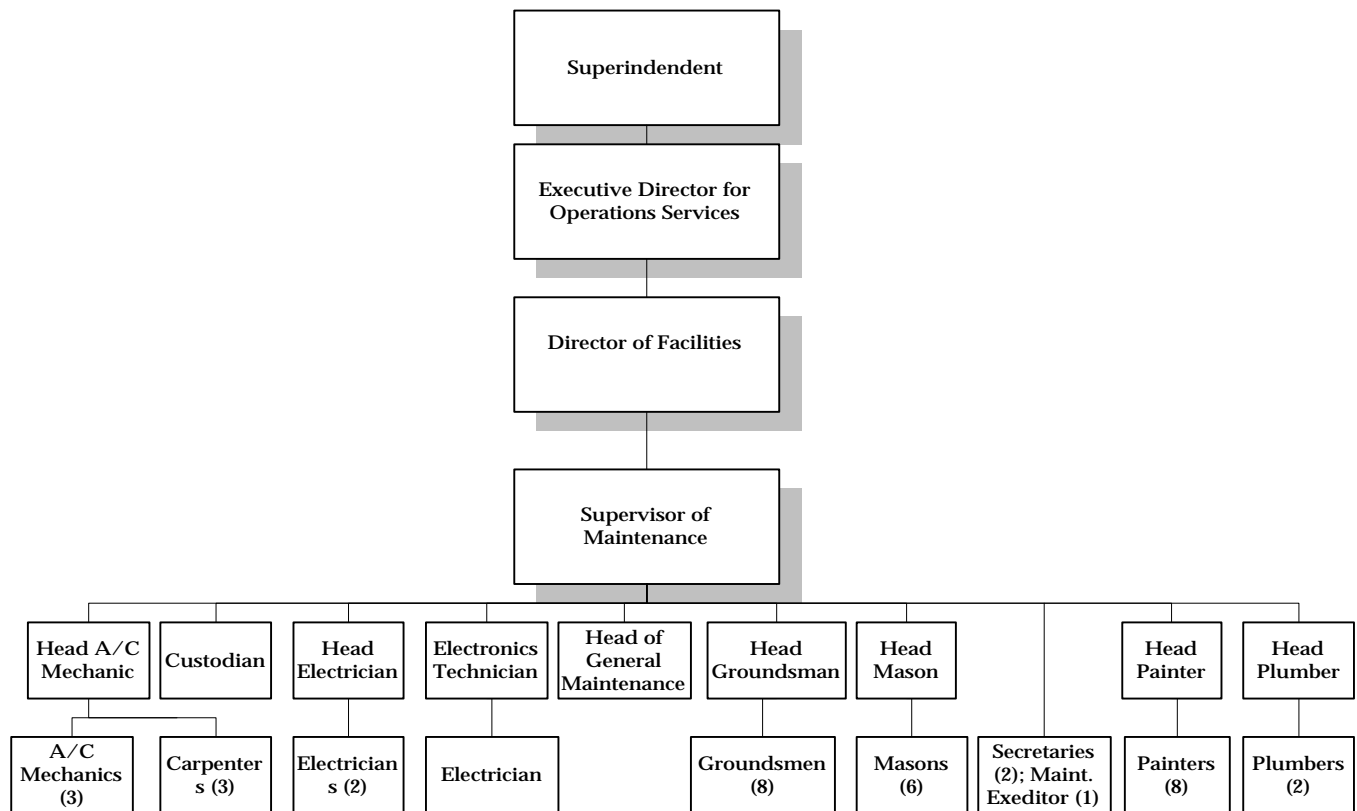 Superindendent
Executive Director for
Operations Services
Director of Facilities
Supervisor of
Maintenance
Head A/C
Mechanic
Custodian
Head
Electrician
Electronics
Technician
Head of
General
Maintenance
Head
Groundsman
Head
Mason
Head
Painter
Head
Plumber
A/C
Mechanics
(3)
Carpenter
s (3)
Electrician
s (2)
Electrician
Groundsmen
(8)
Masons
(6)
Secretaries
(2); Maint.
Exeditor (1)
Painters
(8)
Plumbers
(2)